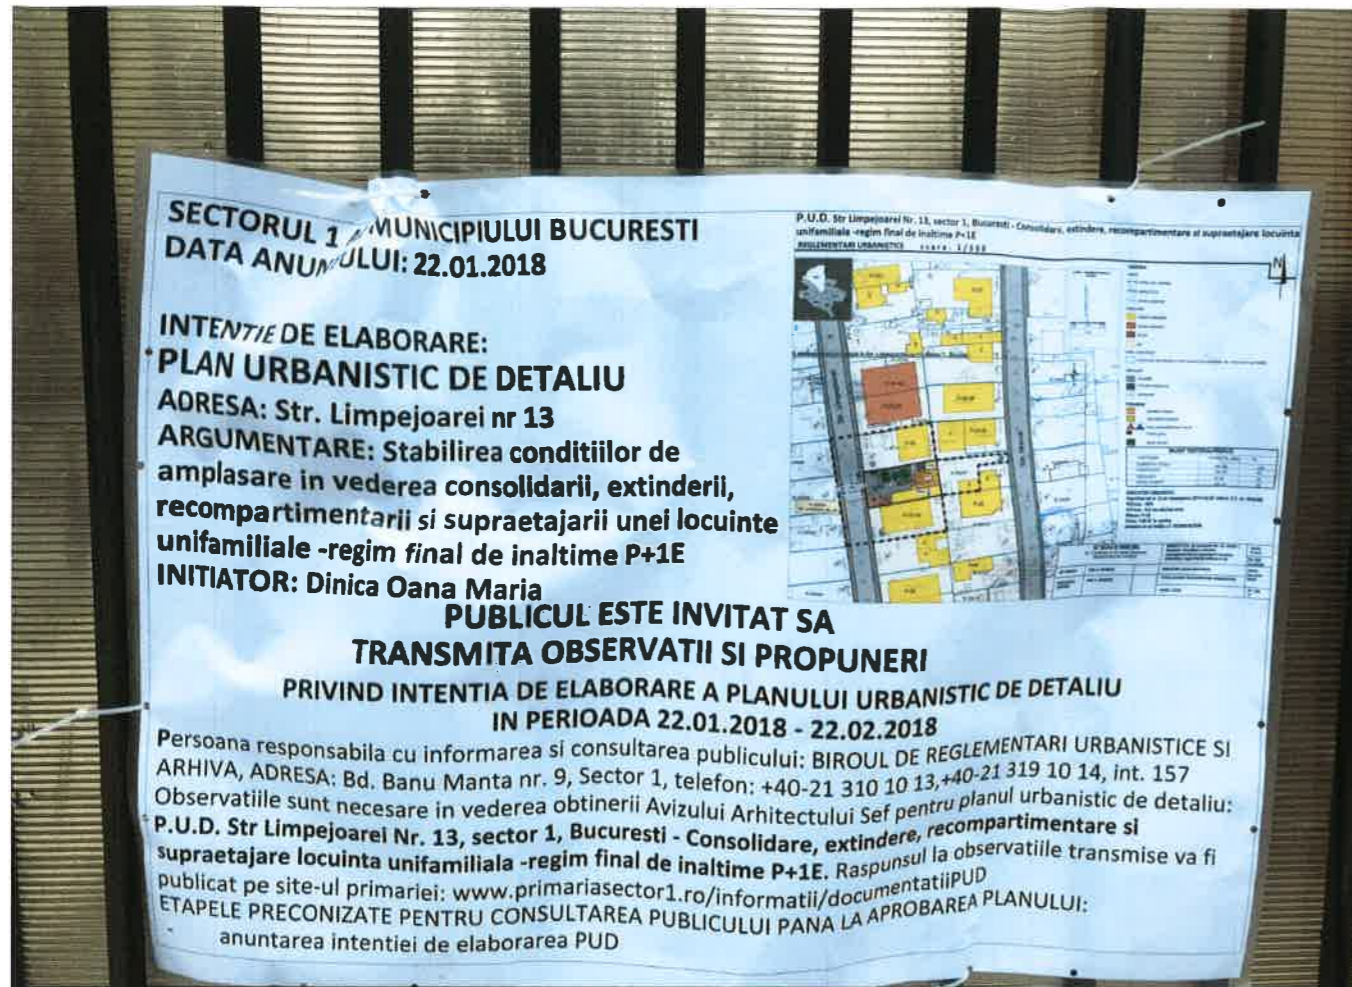 SECTORUL 1 A MUNICIPIULUI BUCURESTI
DATA ANUNTULUI: 22.01.2018
INTENTIE DE ELABORARE:
PLAN URBANISTIC DE DETALIU
ADRESA: Str. Limpejoarei nr 13
ARGUMENTARE: Stabilirea conditiilor de
amplasare in vederea consolidarii, extinderii,
recompartimentarii si supraetajarii unei locuinte
unifamiliale -regim final de inaltime P+1E
INITIATOR: Dinica Oana Maria
P.U.D. Str Limpejoarei Nr. 13, sector 1, Bucuresti - Consolidare, extindere, recompartimentare si supraetajare locuinta
unifamiliala -regim final de inaltime P+1E
REGLEMENTARI URBANISTICE scara: 1/500
N
PUBLICUL ESTE INVITAT SA
TRANSMITA OBSERVATII SI PROPUNERI
PRIVIND INTENTIA DE ELABORARE A PLANULUI URBANISTIC DE DETALIU
IN PERIOADA 22.01.2018 - 22.02.2018
Persoana responsabila cu informarea si consultarea publicului: BIROUL DE REGLEMENTARI URBANISTICE SI
ARHIVA, ADRESA: Bd. Banu Manta nr. 9, Sector 1, telefon: +40-21 310 10 13,+40-21 319 10 14, int. 157
Observatiile sunt necesare in vederea obtinerii Avizului Arhitectului Sef pentru planul urbanistic de detaliu:
P.U.D. Str Limpejoarei Nr. 13, sector 1, Bucuresti - Consolidare, extindere, recompartimentare si
supraetajare locuinta unifamiliala -regim final de inaltime P+1E. Raspunsul la observatiile transmise va fi
publicat pe site-ul primariei: www.primariasector1.ro/informatii/documentatiiPUD
ETAPELE PRECONIZATE PENTRU CONSULTAREA PUBLICULUI PANA LA APROBAREA PLANULUI:
- anuntarea intentiei de elaborarea PUD